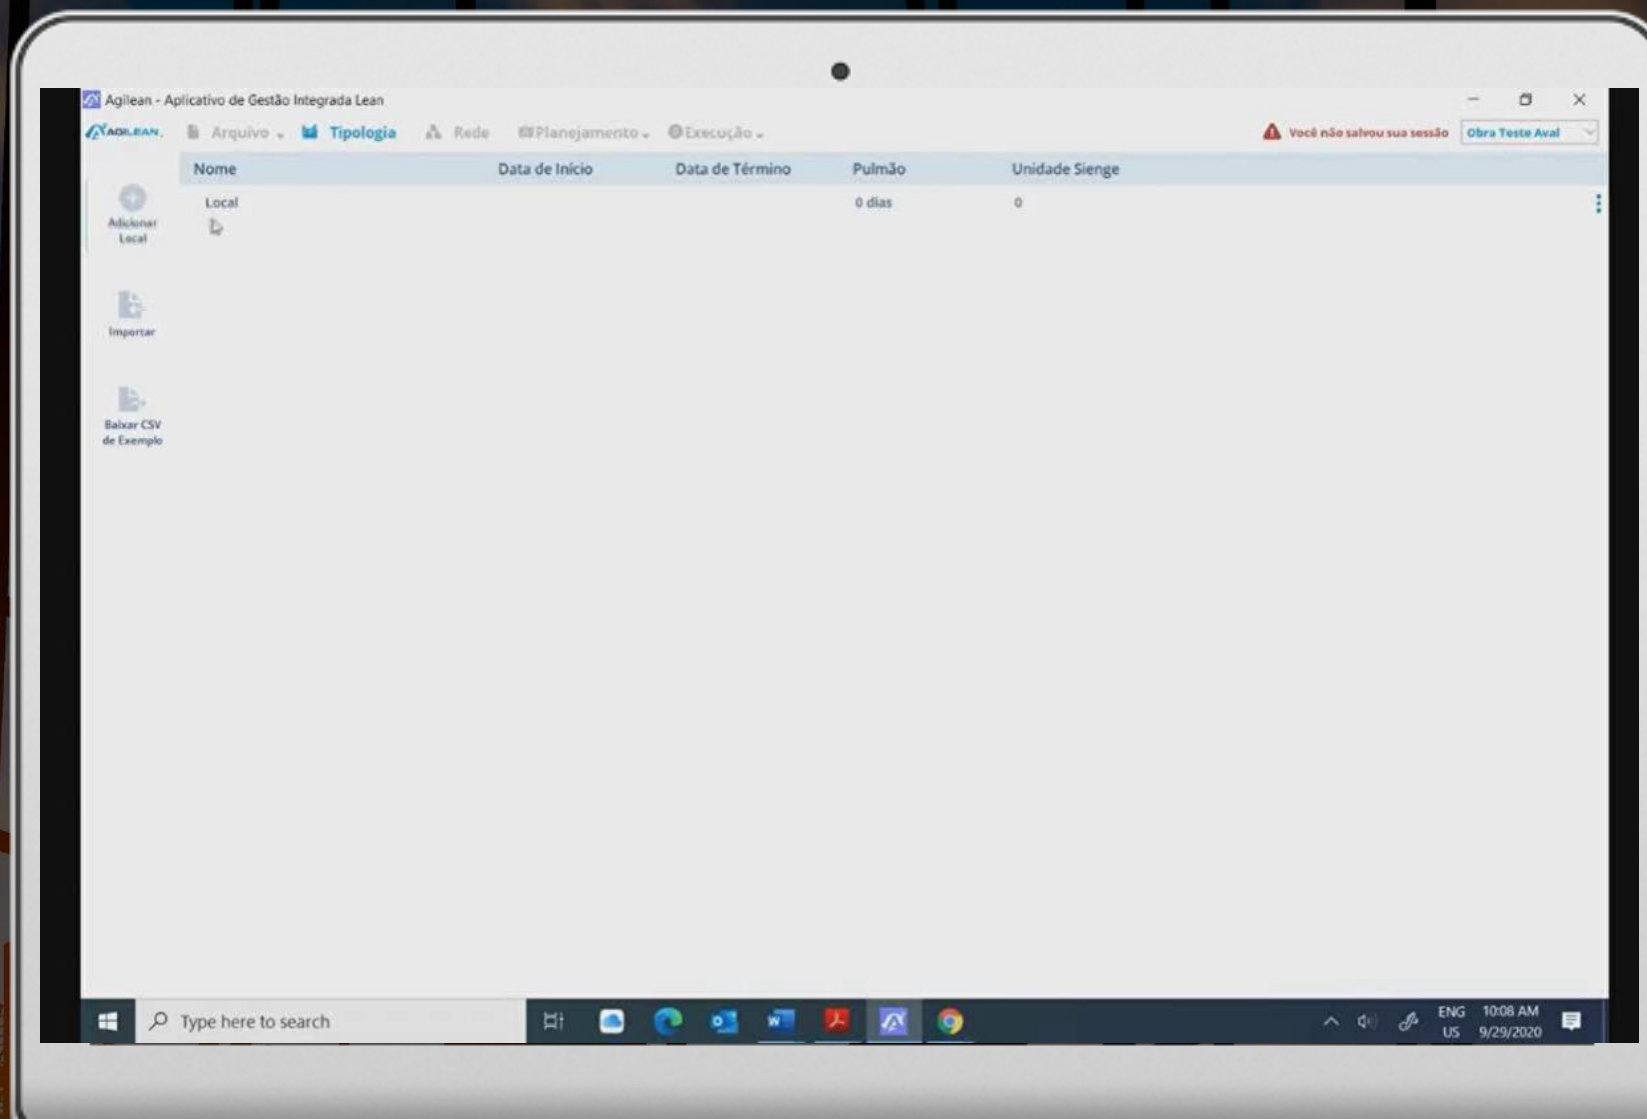 Agilean - Aplicativo de Gestão Integrada Lean
AGILEAN. Arquivo Tipologia Rede Planejamento Execução Você não salvou sua sessão Obra Teste Aval
Nome Data de Início Data de Término Pulmão Unidade Sienge
Local 0 dias 0
Adicionar
Local
Importar
Baixar CSV
de Exemplo
Type here to search
ENG 10:08 AM
US 9/29/2020